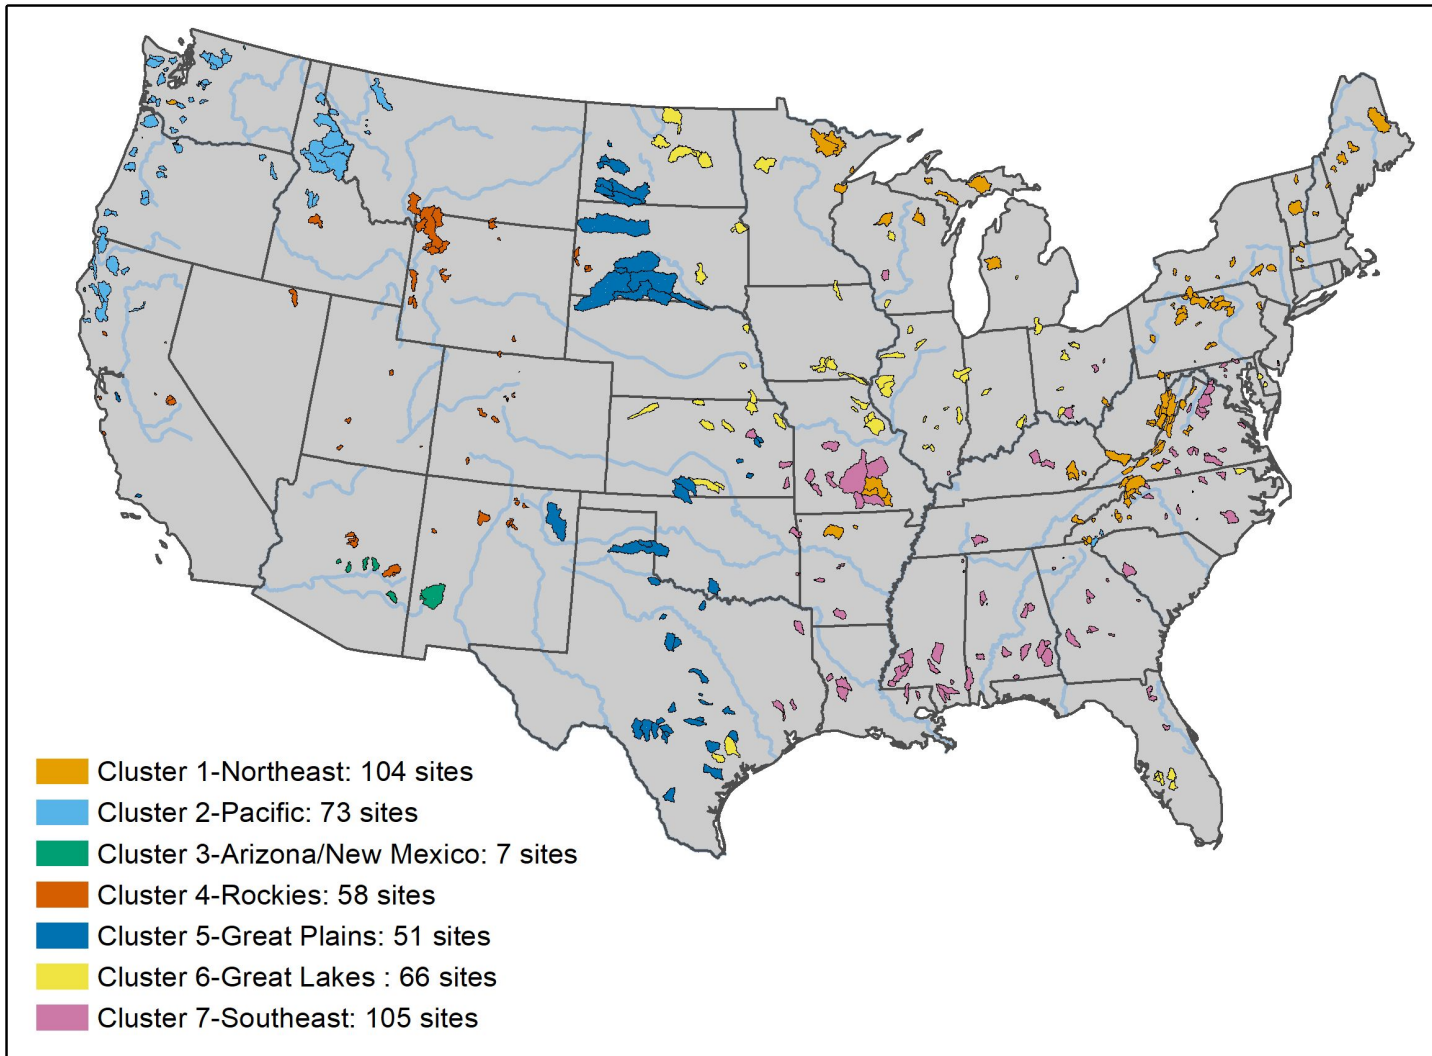 Cluster 1-Northeast: 104 sites
Cluster 2-Pacific: 73 sites
Cluster 3-Arizona/New Mexico: 7 sites
Cluster 4-Rockies: 58 sites
Cluster 5-Great Plains: 51 sites
Cluster 6-Great Lakes : 66 sites
Cluster 7-Southeast: 105 sites